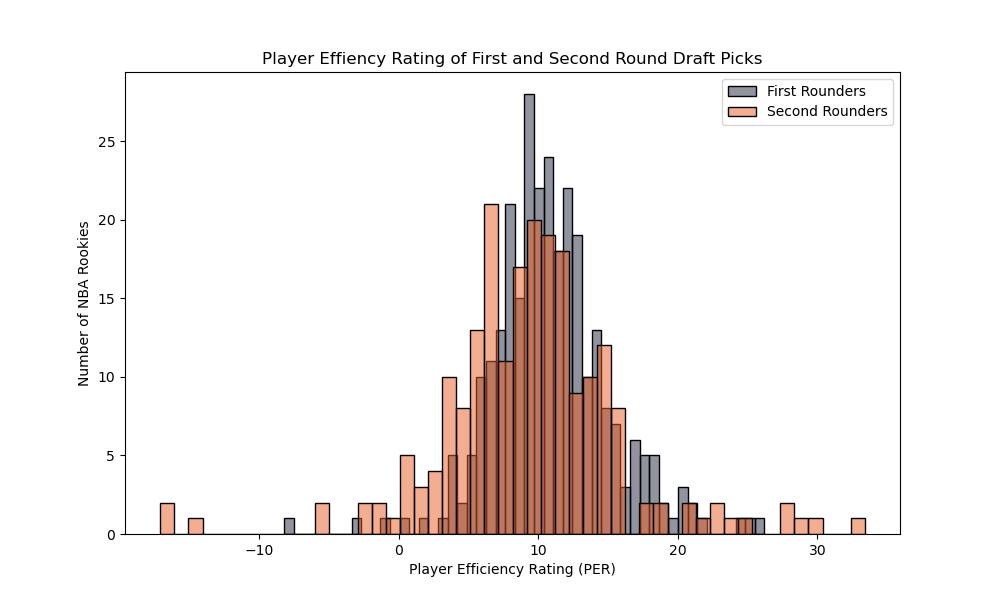 Player Effiency Rating of First and Second Round Draft Picks
First Rounders
Second Rounders
Number of NBA Rookies
25
20
15
10
5
0
−10
0
10
20
30
Player Efficiency Rating (PER)